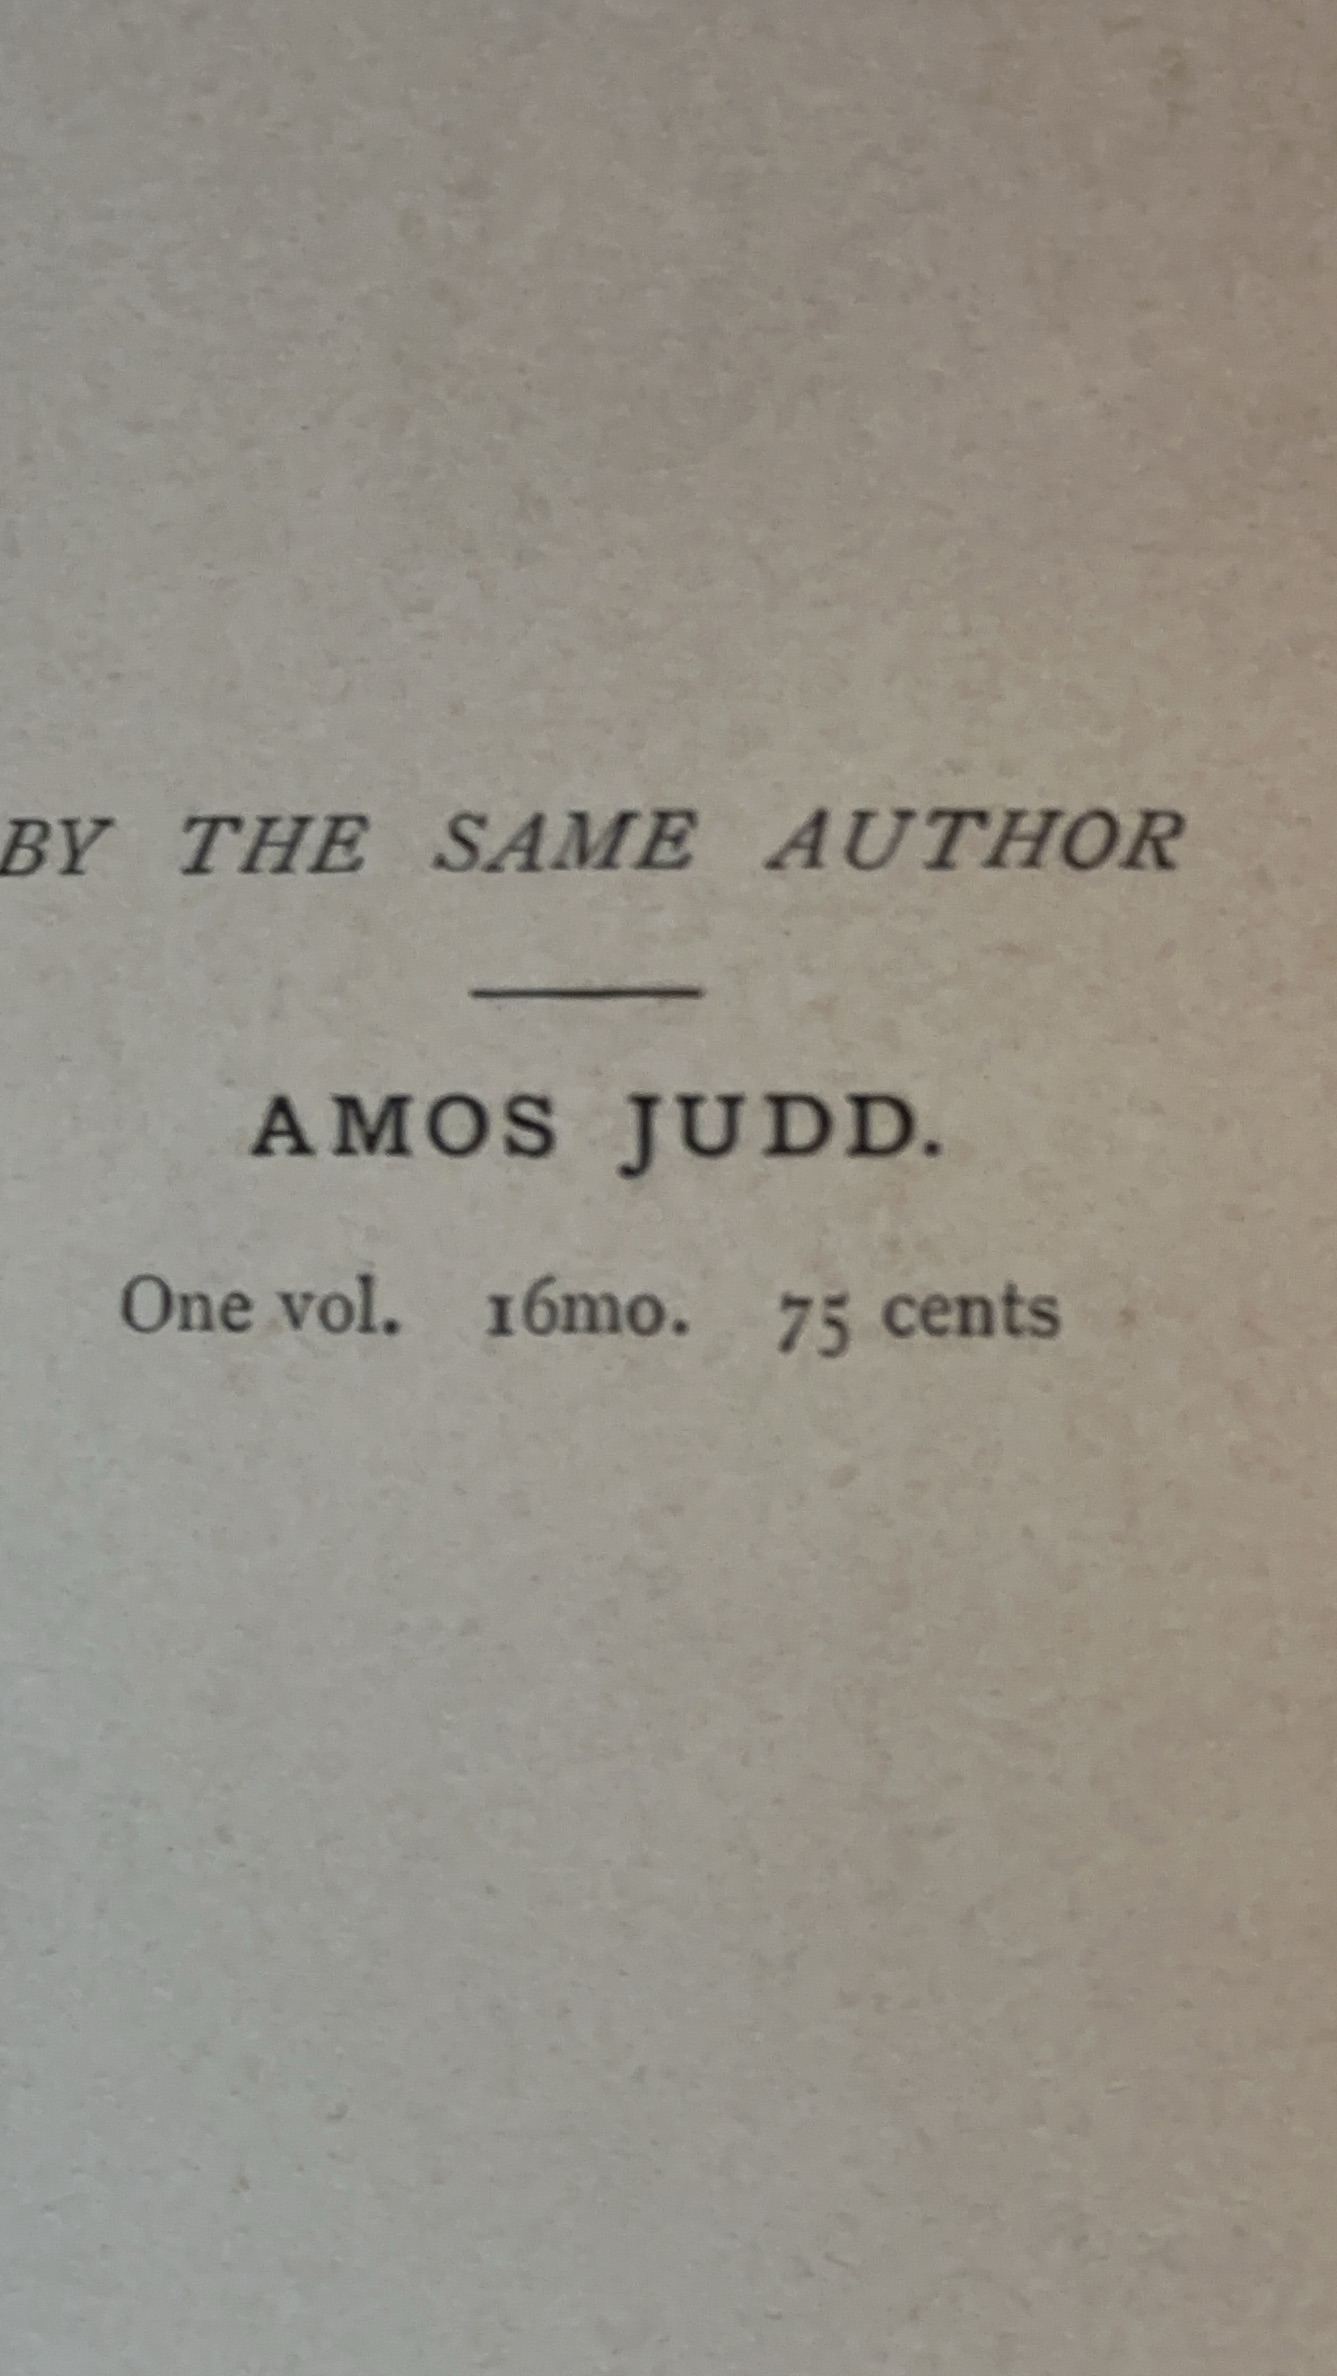 BY THE SAME AUTHOR
AMOS JUDD.
One vol. 16mo. 75 cents